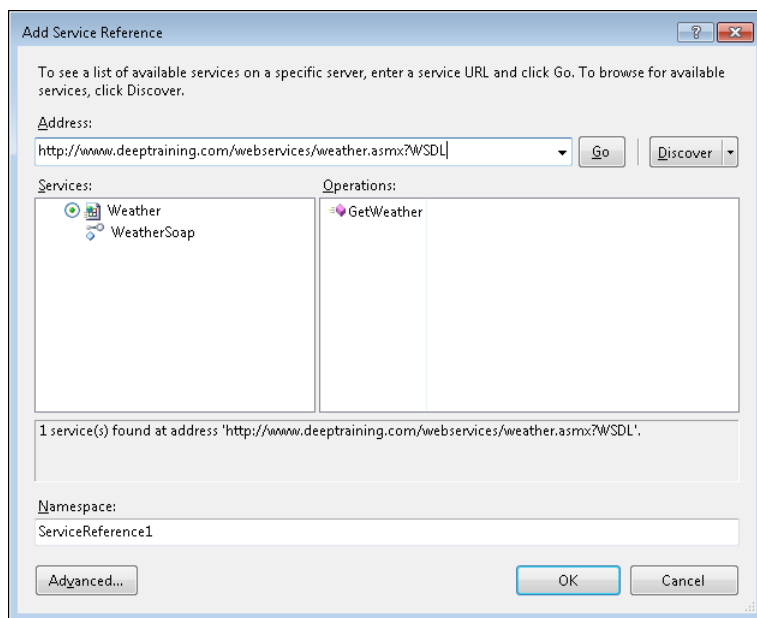 Add Service Reference
To see a list of available services on a specific server, enter a service URL and click Go. To browse for available
services, click Discover.
Address:
http://www.deeptraining.com/webservices/weather.asmx?WSDL
Go
Discover
Services:
Operations:
Weather
WeatherSoap
GetWeather
1 service(s) found at address 'http://www.deeptraining.com/webservices/weather.asmx?WSDL'.
Namespace:
ServiceReference1
Advanced...
OK
Cancel